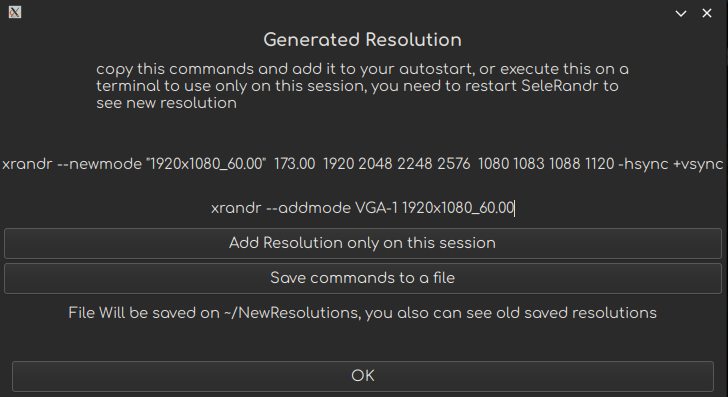 Generated Resolution
copy this commands and add it to your autostart, or execute this on a
terminal to use only on this session, you need to restart SeleRandr to
see new resolution
xrandr --newmode "1920x1080_60.00"  173.00  1920 2048 2248 2576  1080 1083 1088 1120 -hsync +vsync
xrandr --addmode VGA-1 1920x1080_60.00
Add Resolution only on this session
Save commands to a file
File Will be saved on ~/NewResolutions, you also can see old saved resolutions
OK